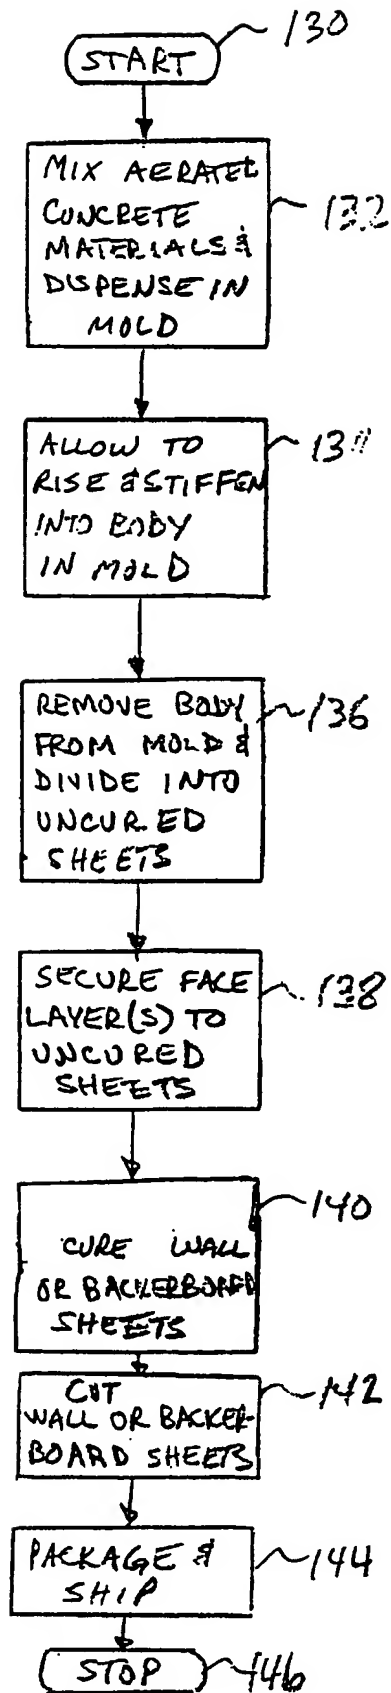 130
START
MIX AERATED
CONCRETE
MATERIALS &
DISPENSE IN
MOLD
132
ALLOW TO
RISE & STIFFEN
INTO BODY
IN MOLD
REMOVE BODY
FROM MOLD &
DIVIDE INTO
UNCURED
SHEETS
136
SECURE FACE
LAYER(S) TO
UNCURED
SHEETS
138
CURE WALL
OR BACKERBOARD
SHEETS
140
CUT
WALL OR BACKER-
BOARD SHEETS
142
PACKAGE &
SHIP
144
STOP
146